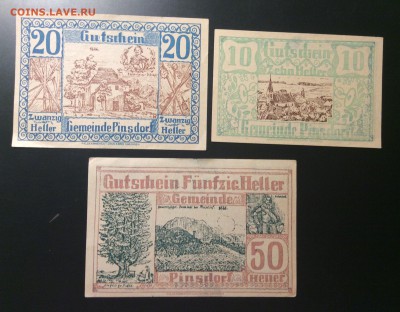 COINS.LAVE.RU
Gutschein
20 20
Zwanzig Heller
Gemeinde Pinsdorf
Gutschein
Zehn Heller
10 10
Gemeinde Pinsdorf
Gutschein Fünfzig Heller
Gemeinde
50
Pinsdorf Heller